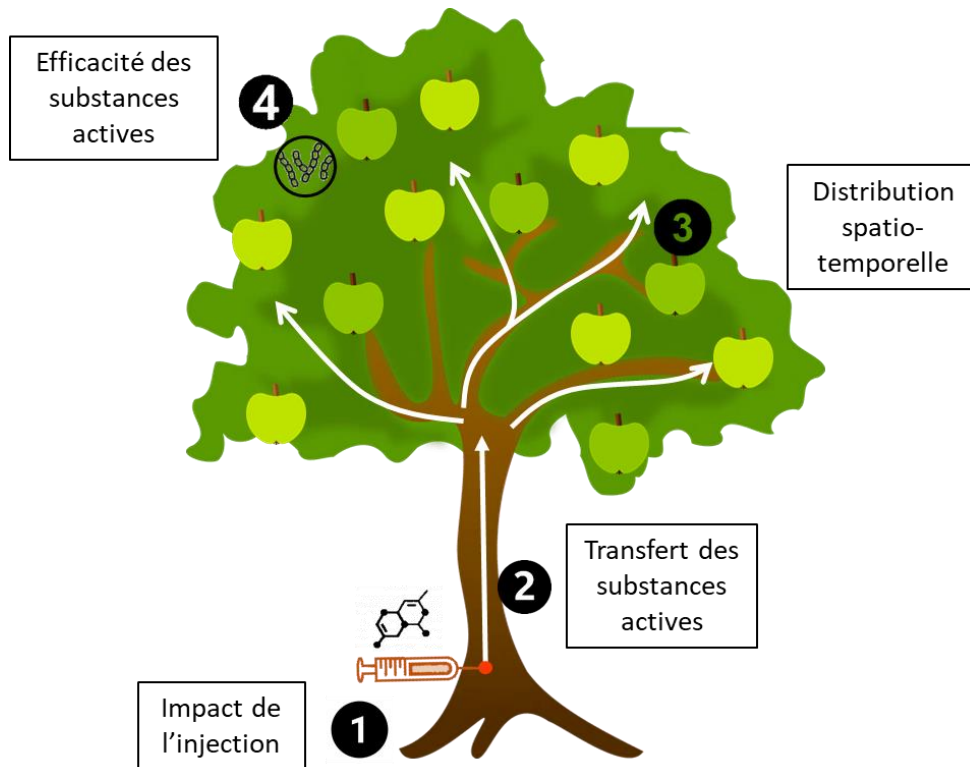 Efficacité des
substances
actives
4
Distribution
spatio-
temporelle
3
Transfert des
substances
actives
2
Impact de
l’injection
1